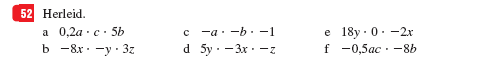 52 Herleid.
a 0,2a · c · 5b c −a · −b · −1 e 18y · 0 · −2x
b −8x · −y · 3z d 5y · −3x · −z f −0,5ac · −8b